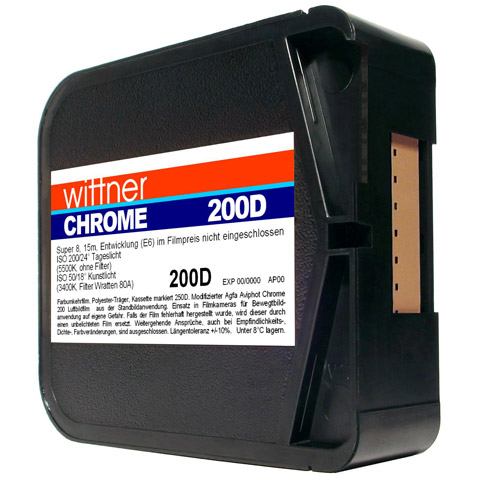 wittner
CHROME 200D
Super 8, 15m, Entwicklung (E6) im Filmpreis nicht eingeschlossen
ISO 200/24° Tageslicht
(5500K, ohne Filter)
ISO 50/18° Kunstlicht
(3400K, Filter Wratten 80A)
200D EXP 00/0000 AP00
Farbumkehrfilm, Polyester-Träger, Kassette markiert 250D. Modifizierter Agfa Aviphot Chrome
200 Luftbildfilm aus der Standbildanwendung. Einsatz in Filmkameras für Bewegtbild-
anwendung auf eigene Gefahr. Falls der Film fehlerhaft hergestellt wurde, wird dieser durch
einen unbelichteten Film ersetzt. Weitergehende Ansprüche, auch bei Empfindlichkeits-,
Dichte-, Farbveränderungen, sind ausgeschlossen. Längentoleranz +/-10%. Unter 8°C lagern.